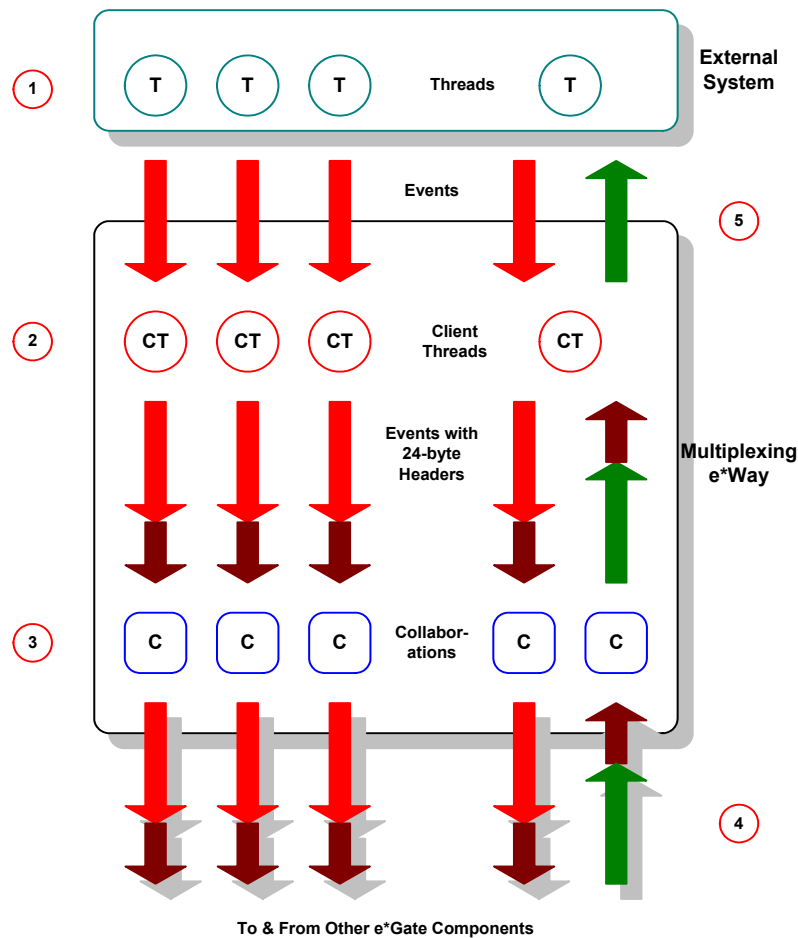 External
System
1
T T T Threads T
Events
5
2
CT CT CT Client
Threads CT
Events with
24-byte
Headers
Multiplexing
e*Way
3
C C C Collabor-
ations C C
4
To & From Other e*Gate Components